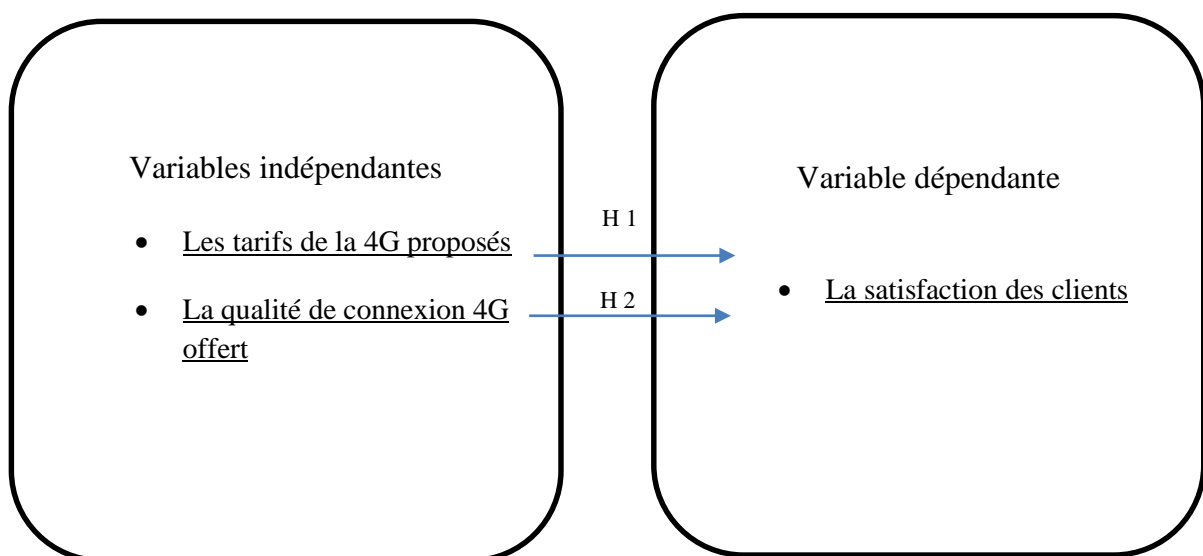 Variables indépendantes
• Les tarifs de la 4G proposés
• La qualité de connexion 4G
offert
H 1
H 2
Variable dépendante
• La satisfaction des clients